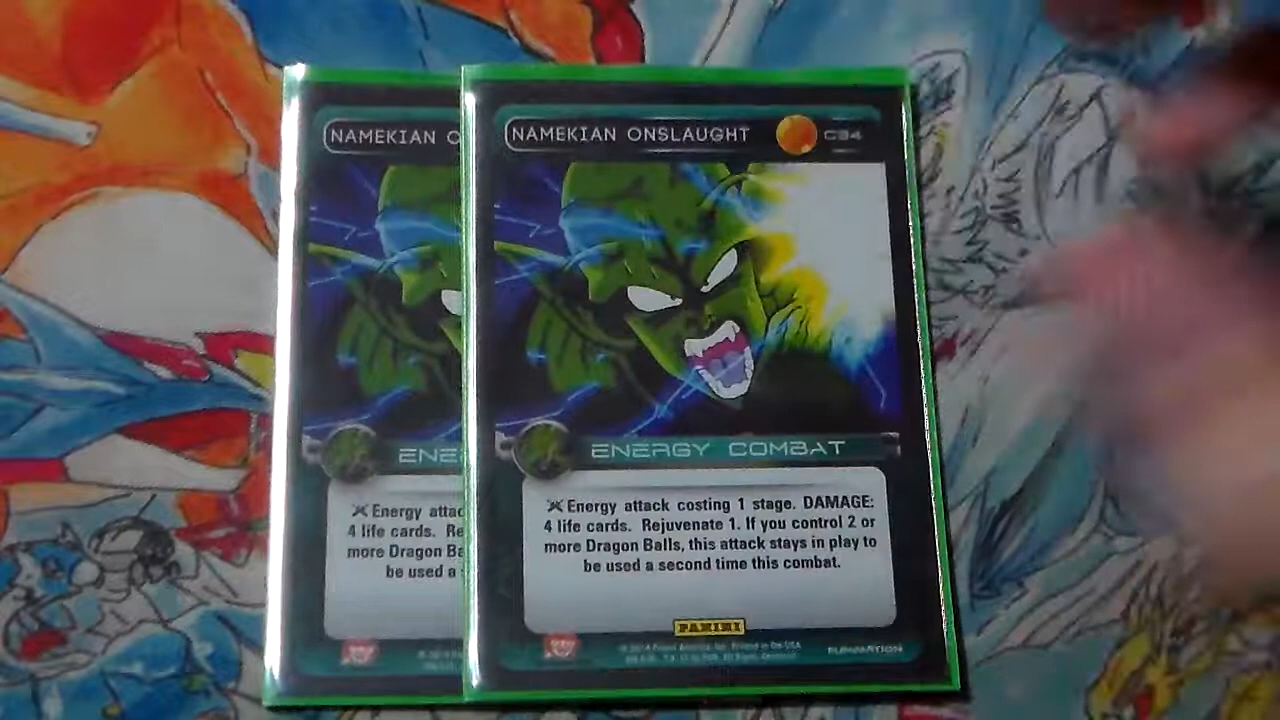 NAMEKIAN O
ENE
Energy attac
4 life cards. Re
more Dragon Ba
be used a s
NAMEKIAN ONSLAUGHT C34
ENERGY COMBAT
Energy attack costing 1 stage. DAMAGE:
4 life cards. Rejuvenate 1. If you control 2 or
more Dragon Balls, this attack stays in play to
be used a second time this combat.
PANINI